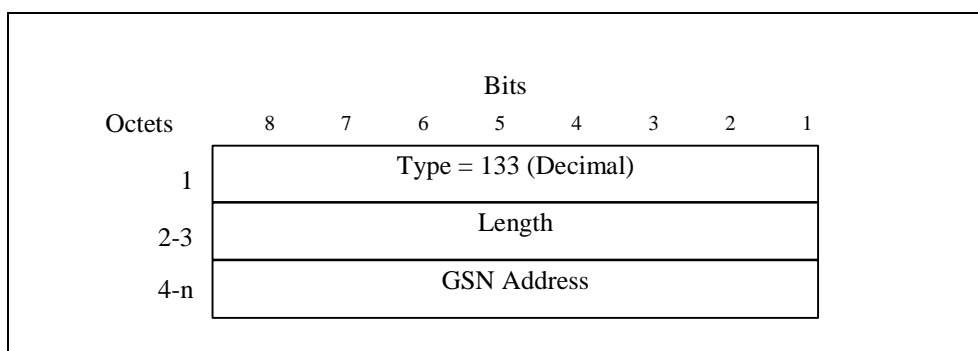 Bits
Octets 8 7 6 5 4 3 2 1
1 Type = 133 (Decimal)
2-3 Length
4-n GSN Address